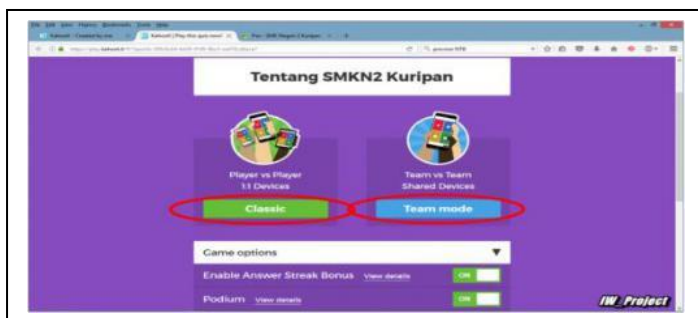 Tentang SMKN2 Kuripan
Player vs Player
1:1 Devices
Classic
Team vs Team
Shared Devices
Team mode
Game options
Enable Answer Streak Bonus View details ON
Podium View details ON
IW_Project